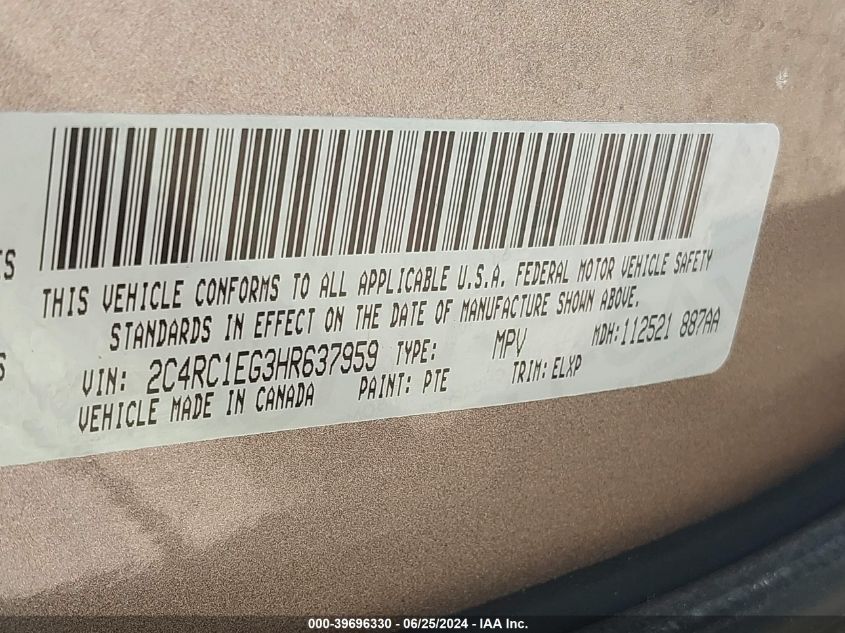 THIS VEHICLE CONFORMS TO ALL APPLICABLE U.S.A. FEDERAL MOTOR VEHICLE SAFETY
STANDARDS IN EFFECT ON THE DATE OF MANUFACTURE SHOWN ABOVE.
VIN: 2C4RC1EG3HR637959 TYPE: MPV MDH:112521 887AA
VEHICLE MADE IN CANADA PAINT: PTE TRIM:ELXP
000-39696330 - 06/25/2024 - IAA Inc.